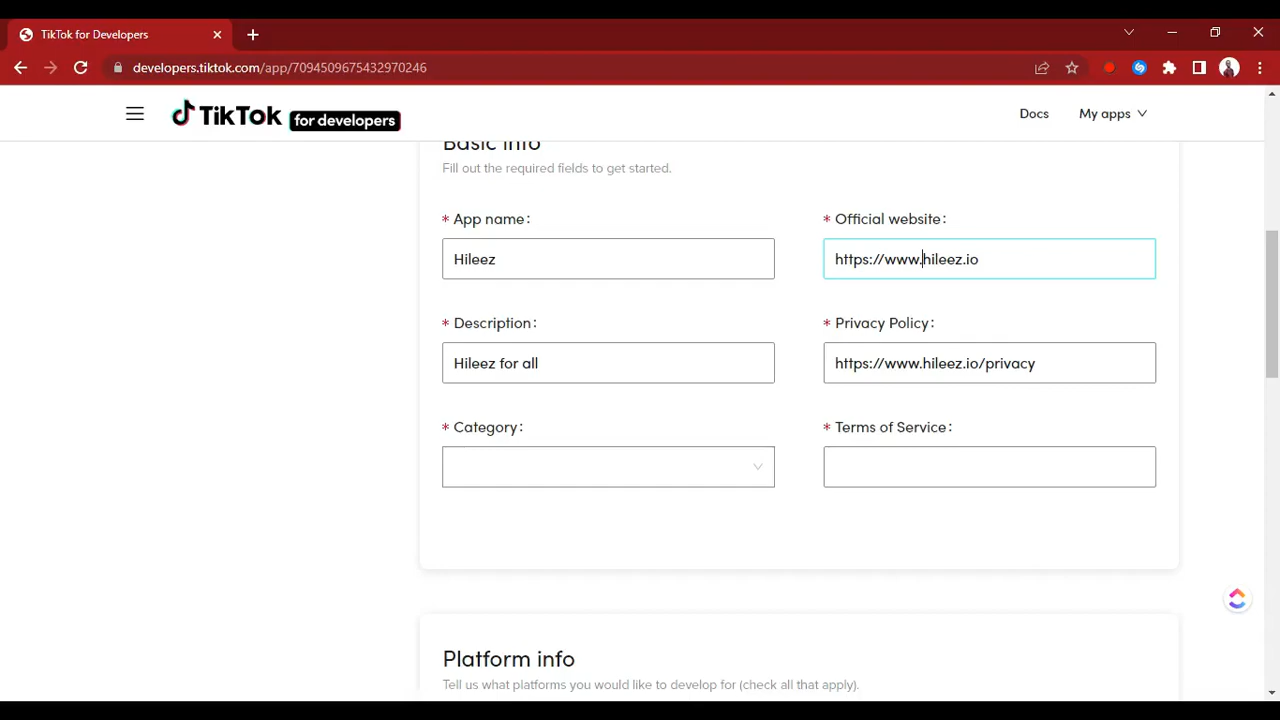 TikTok for Developers
developers.tiktok.com/app/7094509675432970246
TikTok for developers
Docs
My apps
Basic info
Fill out the required fields to get started.
* App name:
* Official website:
Hileez
https://www.hileez.io
* Description:
* Privacy Policy:
Hileez for all
https://www.hileez.io/privacy
* Category:
* Terms of Service:
Platform info
Tell us what platforms you would like to develop for (check all that apply).